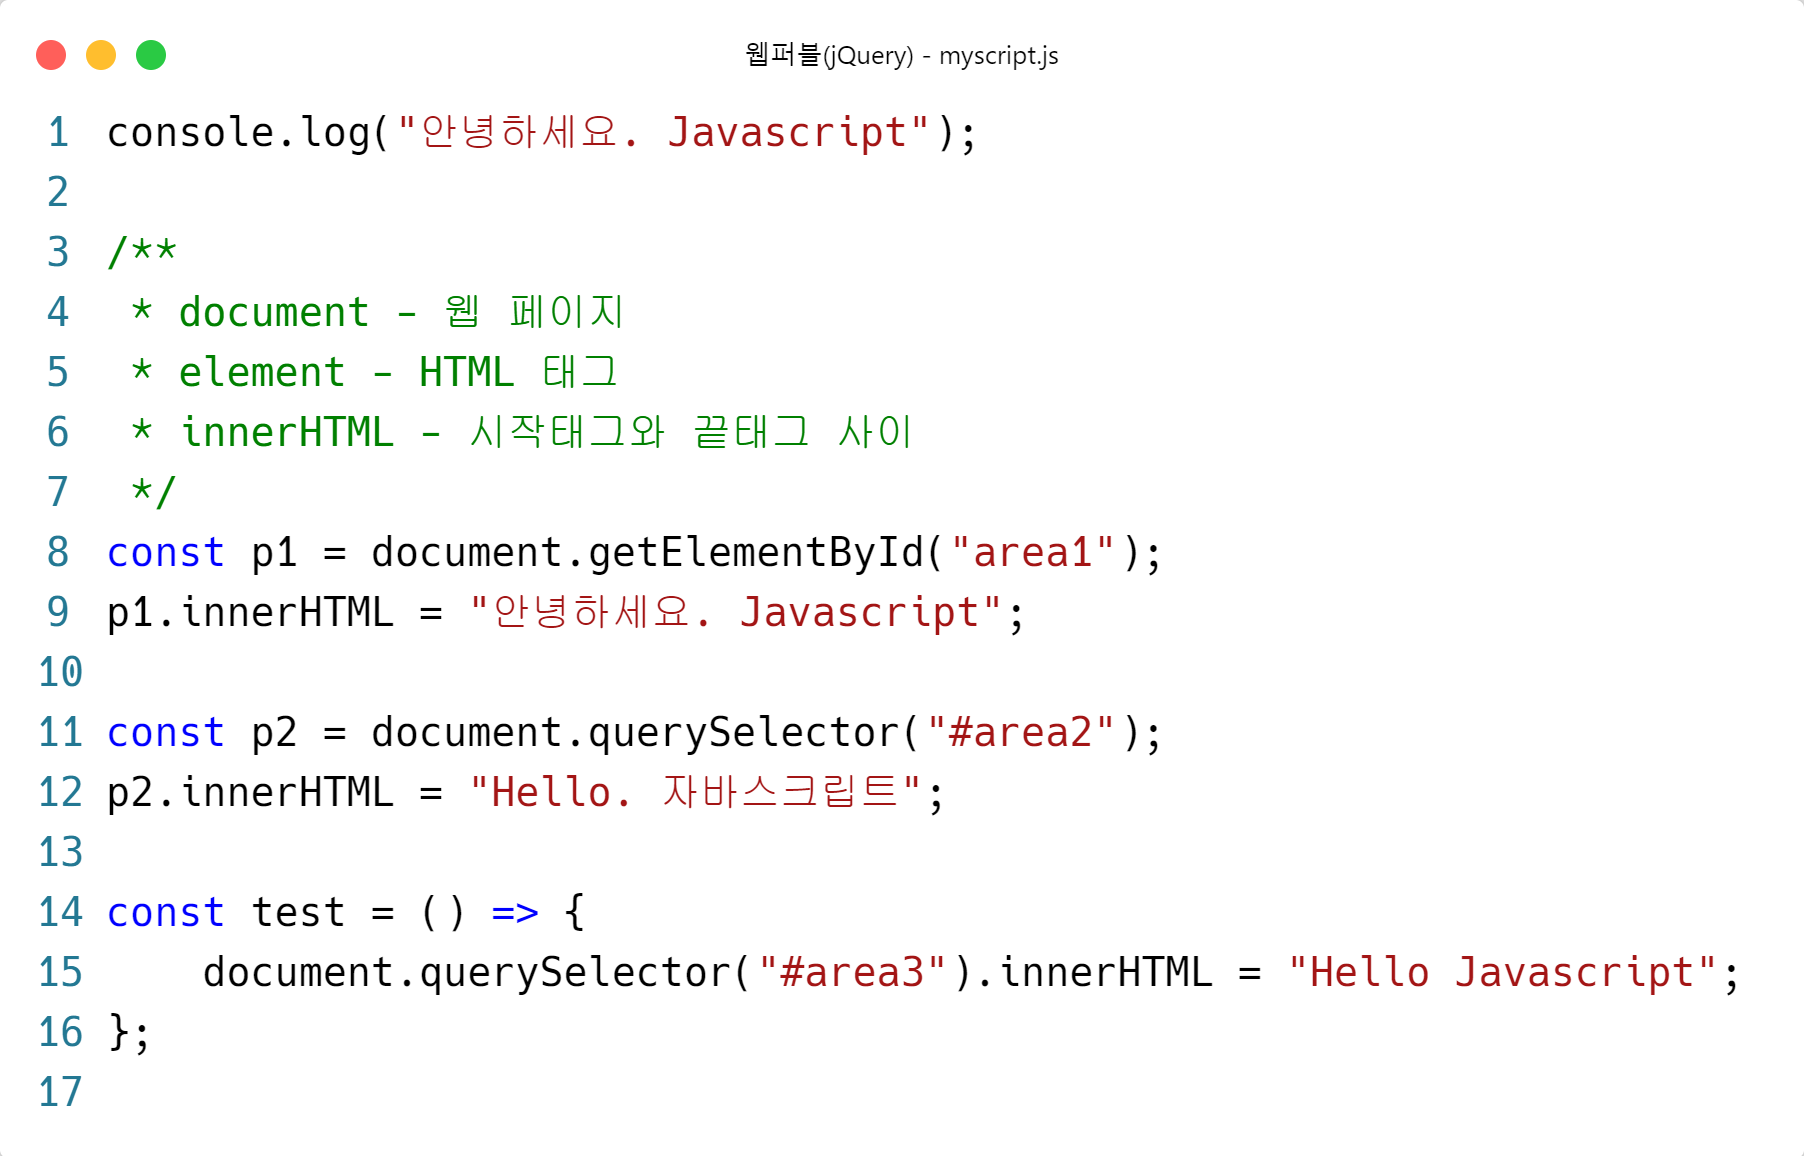 웹퍼블(jQuery) - myscript.js
1 console.log("안녕하세요. Javascript");
2
3 /**
4  * document - 웹 페이지
5  * element - HTML 태그
6  * innerHTML - 시작태그와 끝태그 사이
7  */
8 const p1 = document.getElementById("area1");
9 p1.innerHTML = "안녕하세요. Javascript";
10
11 const p2 = document.querySelector("#area2");
12 p2.innerHTML = "Hello. 자바스크립트";
13
14 const test = () => {
15     document.querySelector("#area3").innerHTML = "Hello Javascript";
16 };
17